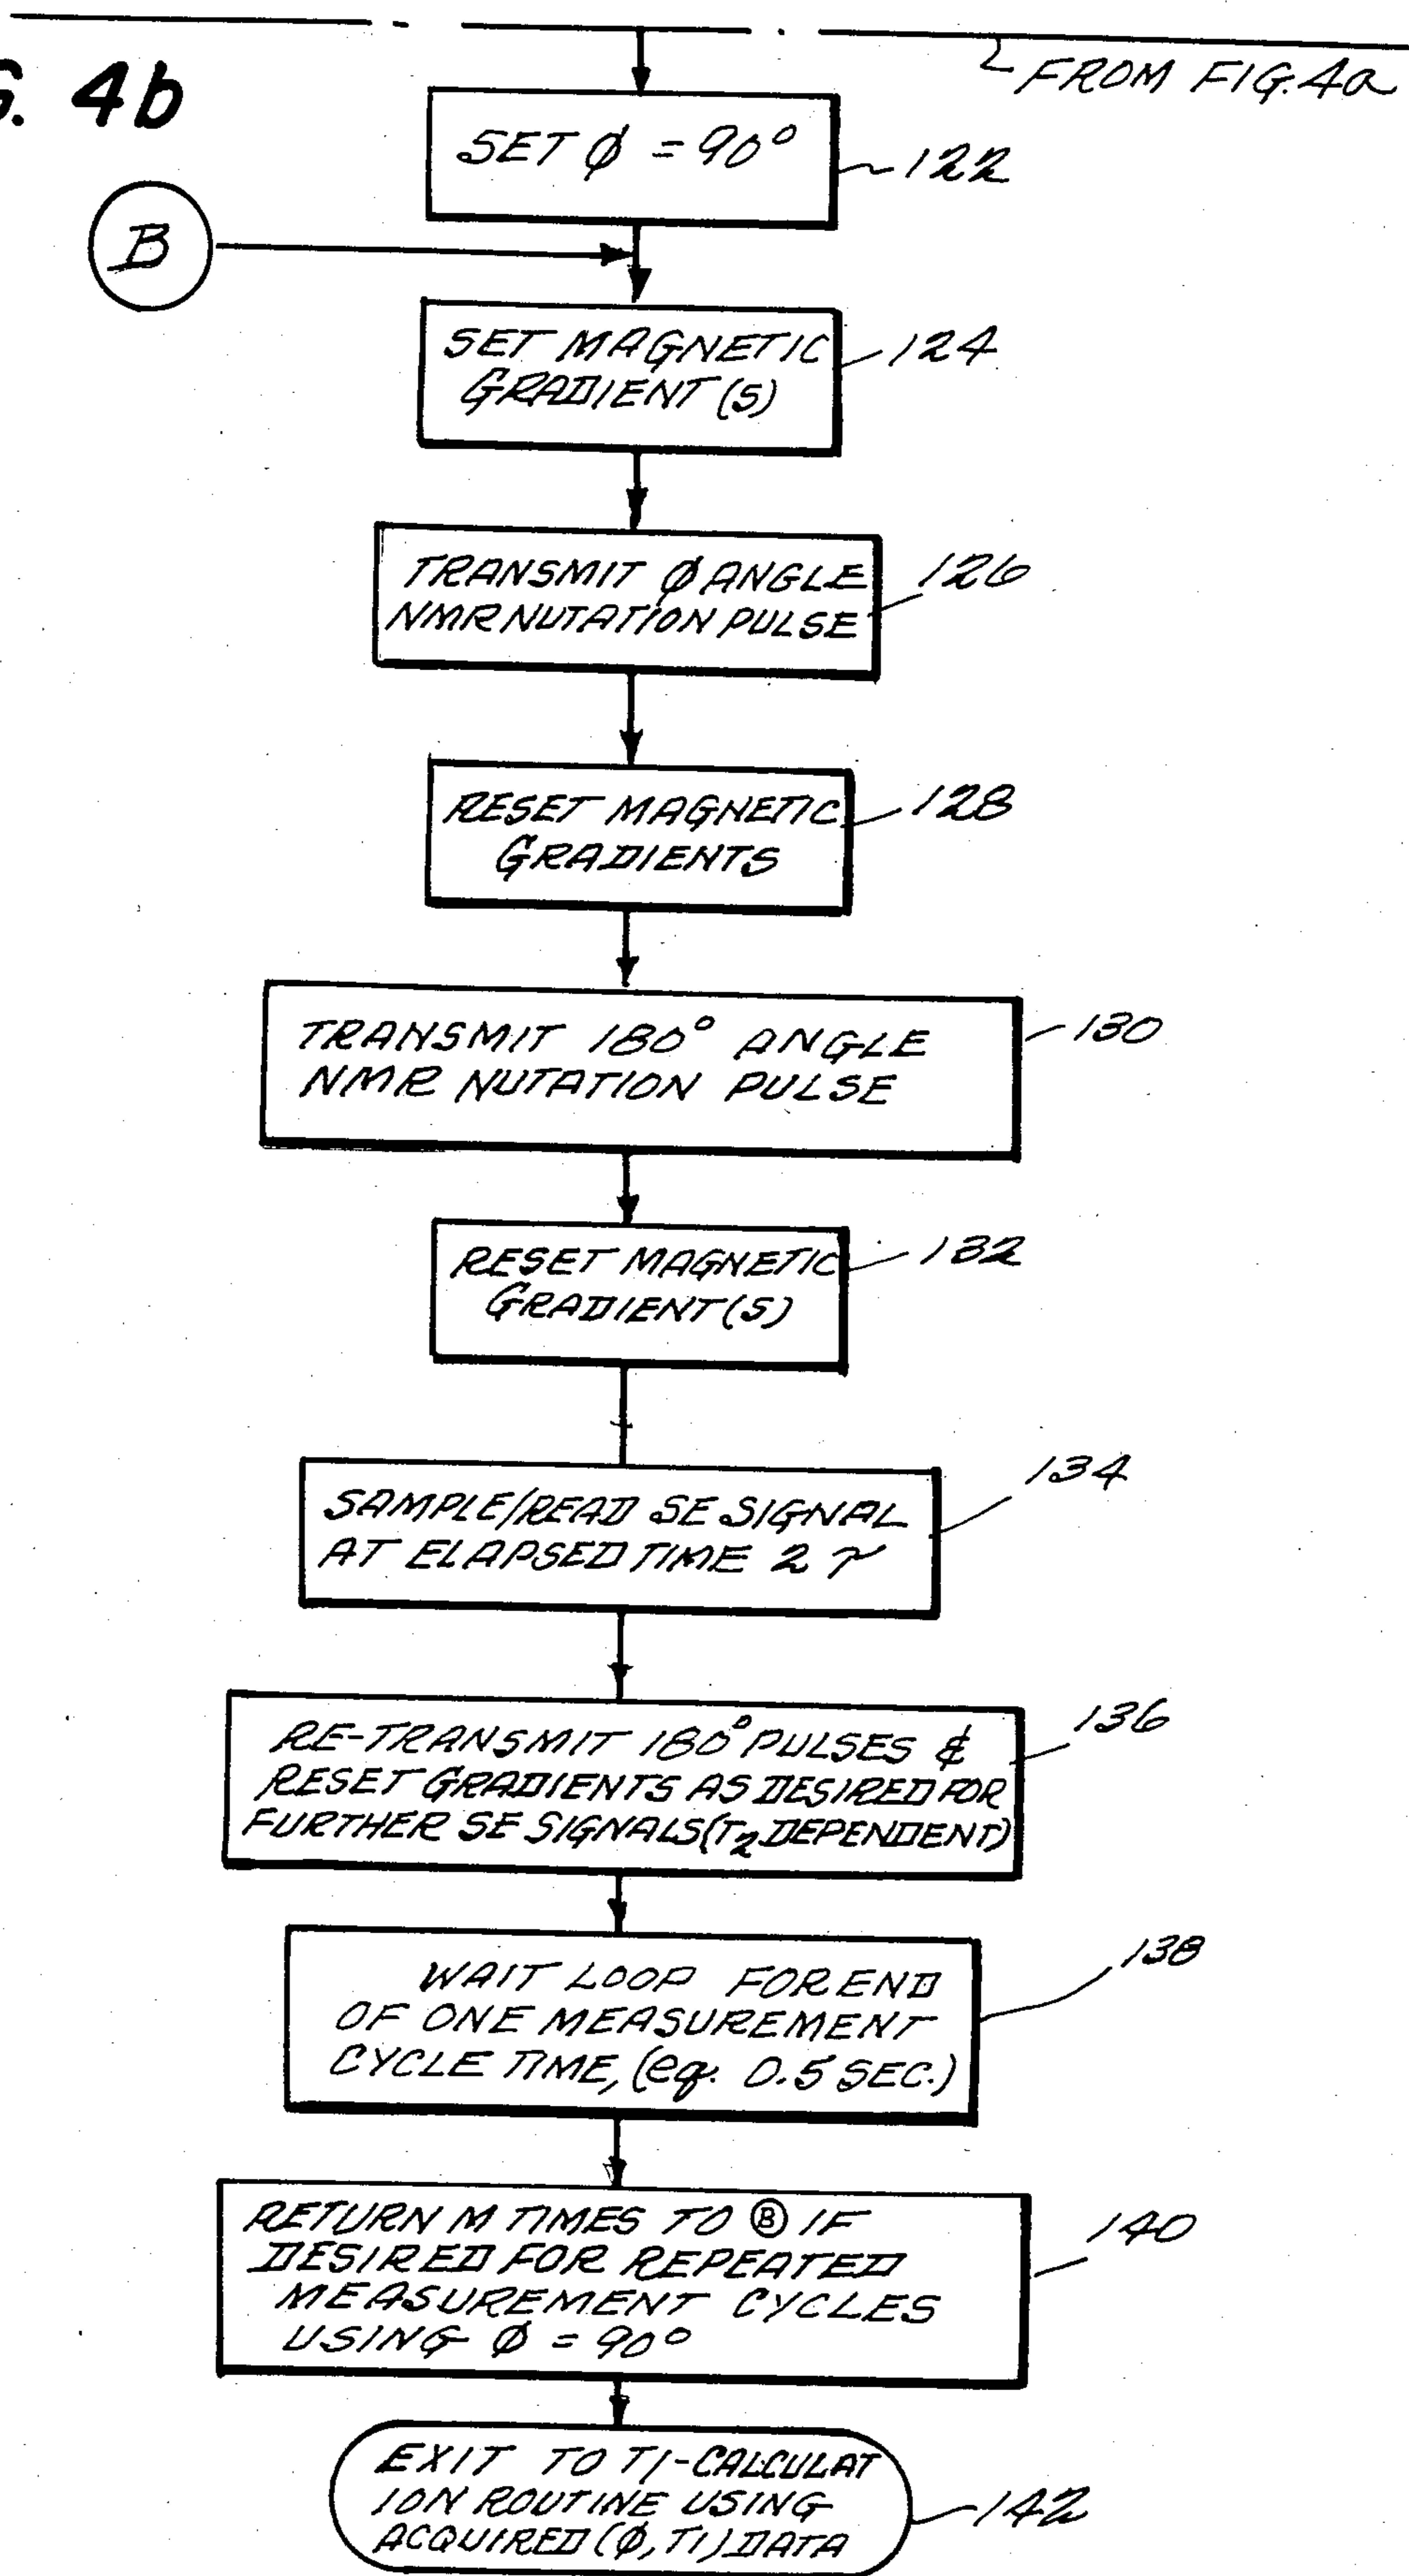 G. 4b
FROM FIG. 4a
SET φ = 90°
122
B
SET MAGNETIC
GRADIENT(S)
124
TRANSMIT φ ANGLE
NMR NUTATION PULSE
126
RESET MAGNETIC
GRADIENTS
128
TRANSMIT 180° ANGLE
NMR NUTATION PULSE
130
RESET MAGNETIC
GRADIENT(S)
132
SAMPLE/READ SE SIGNAL
AT ELAPSED TIME 2 τ
134
RE-TRANSMIT 180° PULSES &
RESET GRADIENTS AS DESIRED FOR
FURTHER SE SIGNALS (T2 DEPENDENT)
136
WAIT LOOP FOR END
OF ONE MEASUREMENT
CYCLE TIME, (eg. 0.5 SEC.)
138
RETURN M TIMES TO Ⓑ IF
DESIRED FOR REPEATED
MEASUREMENT CYCLES
USING φ = 90°
140
EXIT TO T1-CALCULAT
ION ROUTINE USING
ACQUIRED (φ, T1) DATA
142